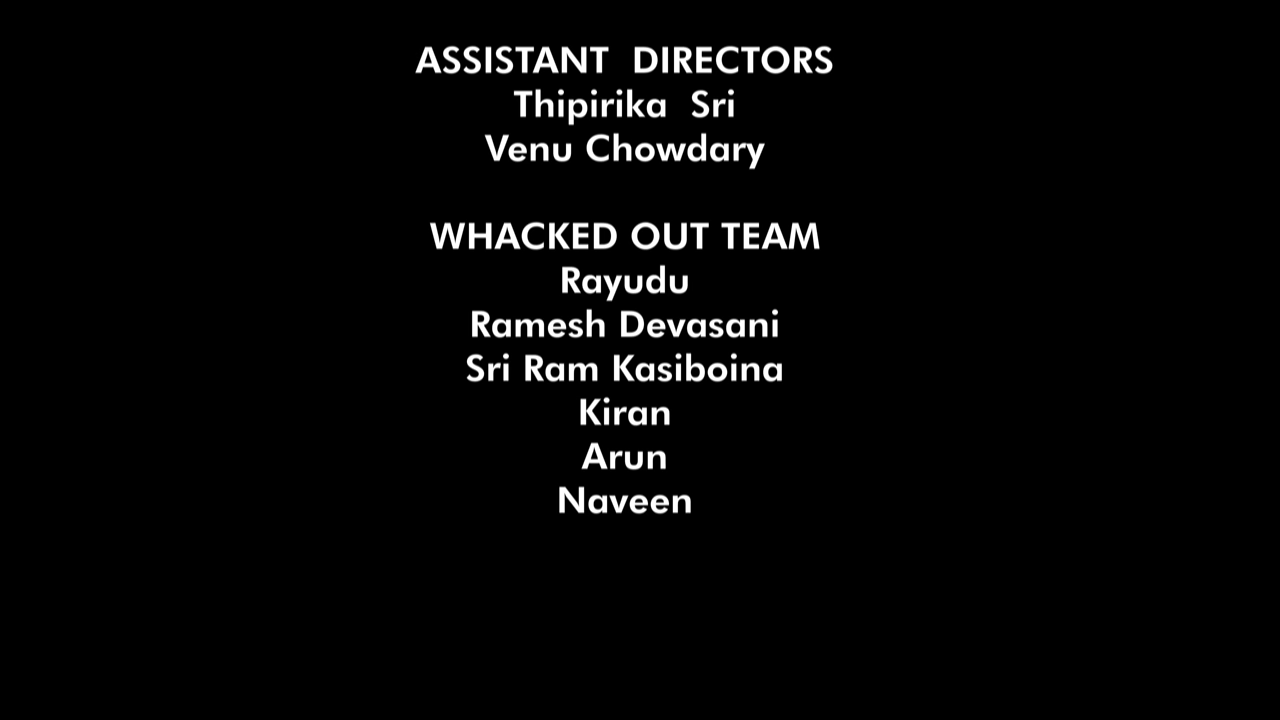 ASSISTANT DIRECTORS
Thipirika Sri
Venu Chowdary
WHACKED OUT TEAM
Rayudu
Ramesh Devasani
Sri Ram Kasiboina
Kiran
Arun
Naveen